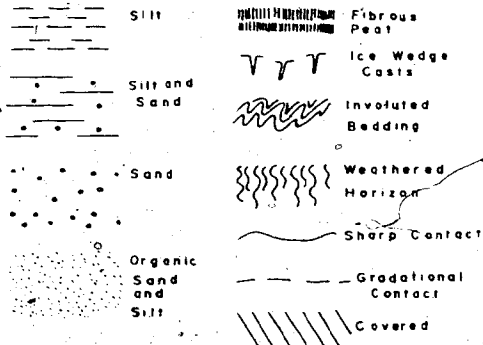 Silt
Silt and
Sand
Sand
Organic
Sand
and
Silt
Fibrous
Peat
Ice Wedge
Casts
Involuted
Bedding
Weathered
Horizon
Sharp Contact
Gradational
Contact
Covered